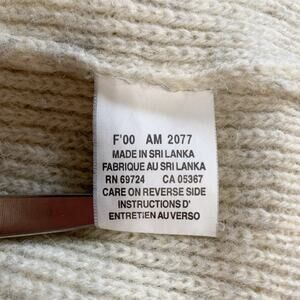 F'00 AM 2077
MADE IN SRI LANKA
FABRIQUE AU SRI LANKA
RN 69724 CA 05367
CARE ON REVERSE SIDE
INSTRUCTIONS D'
ENTRETIEN AU VERSO